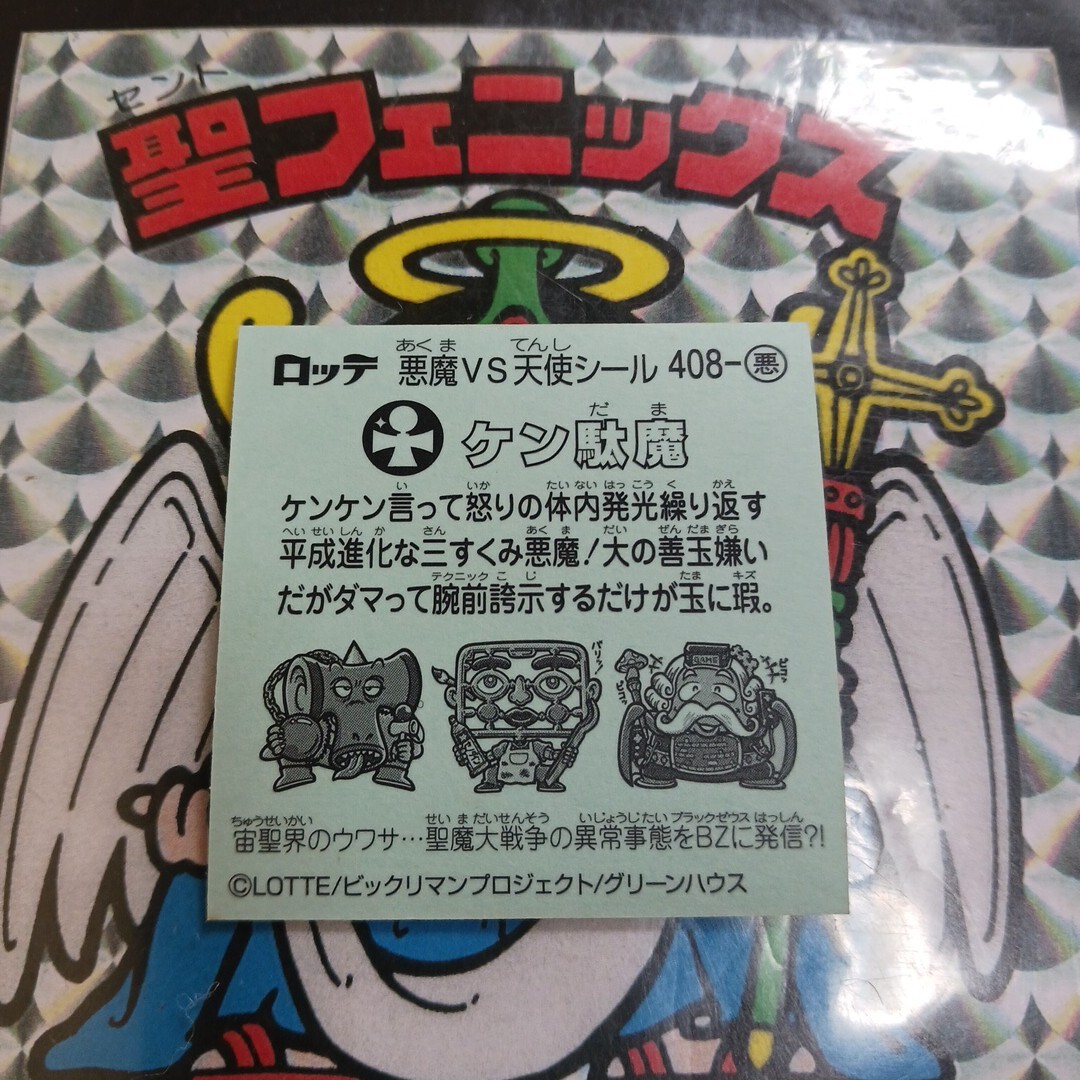 セント
聖フェニックス
ロッテ 悪魔VS天使シール 408-悪
あくま てんし
だま
ケン駄魔
い いか たいないはっこう く かえ
ケンケン言って怒りの体内発光繰り返す
へいせいしんか さん あくま だい ぜんだまぎら
平成進化な三すくみ悪魔!大の善玉嫌い
テクニック こじ たま キズ
だがダマって腕前誇示するだけが玉に瑕。
バリッ!
GAME
ちゅうせいかい せいまだいせんそう いじょうじたい ブラックゼウス はっしん
宙聖界のウワサ…聖魔大戦争の異常事態をBZに発信?!
©LOTTE/ビックリマンプロジェクト/グリーンハウス